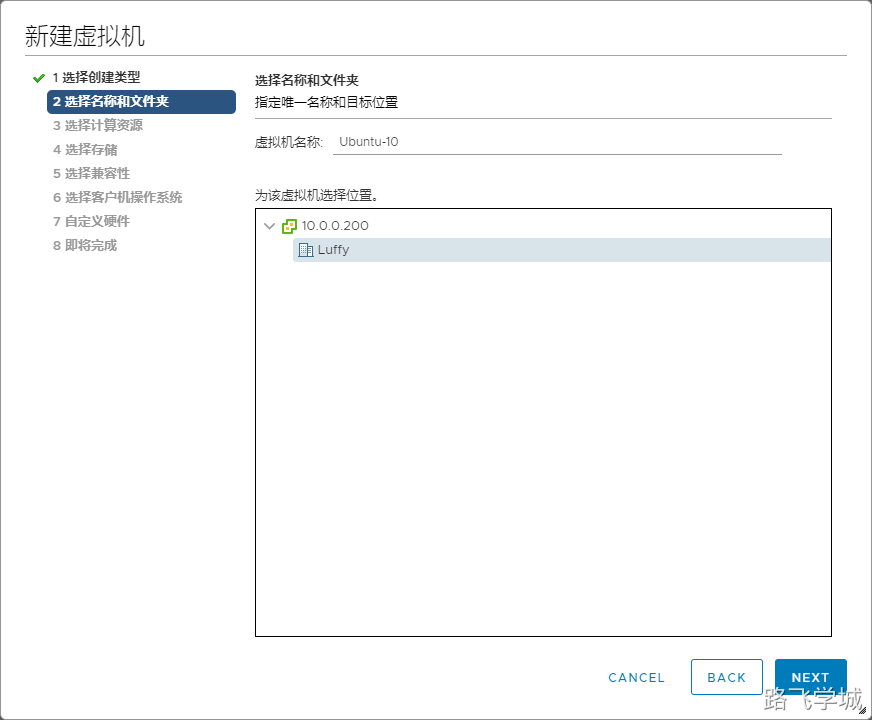 新建虚拟机
1 选择创建类型
2 选择名称和文件夹
3 选择计算资源
4 选择存储
5 选择兼容性
6 选择客户机操作系统
7 自定义硬件
8 即将完成
选择名称和文件夹
指定唯一名称和目标位置
虚拟机名称: Ubuntu-10
为该虚拟机选择位置。
10.0.0.200
Luffy
CANCEL BACK NEXT
路飞学城